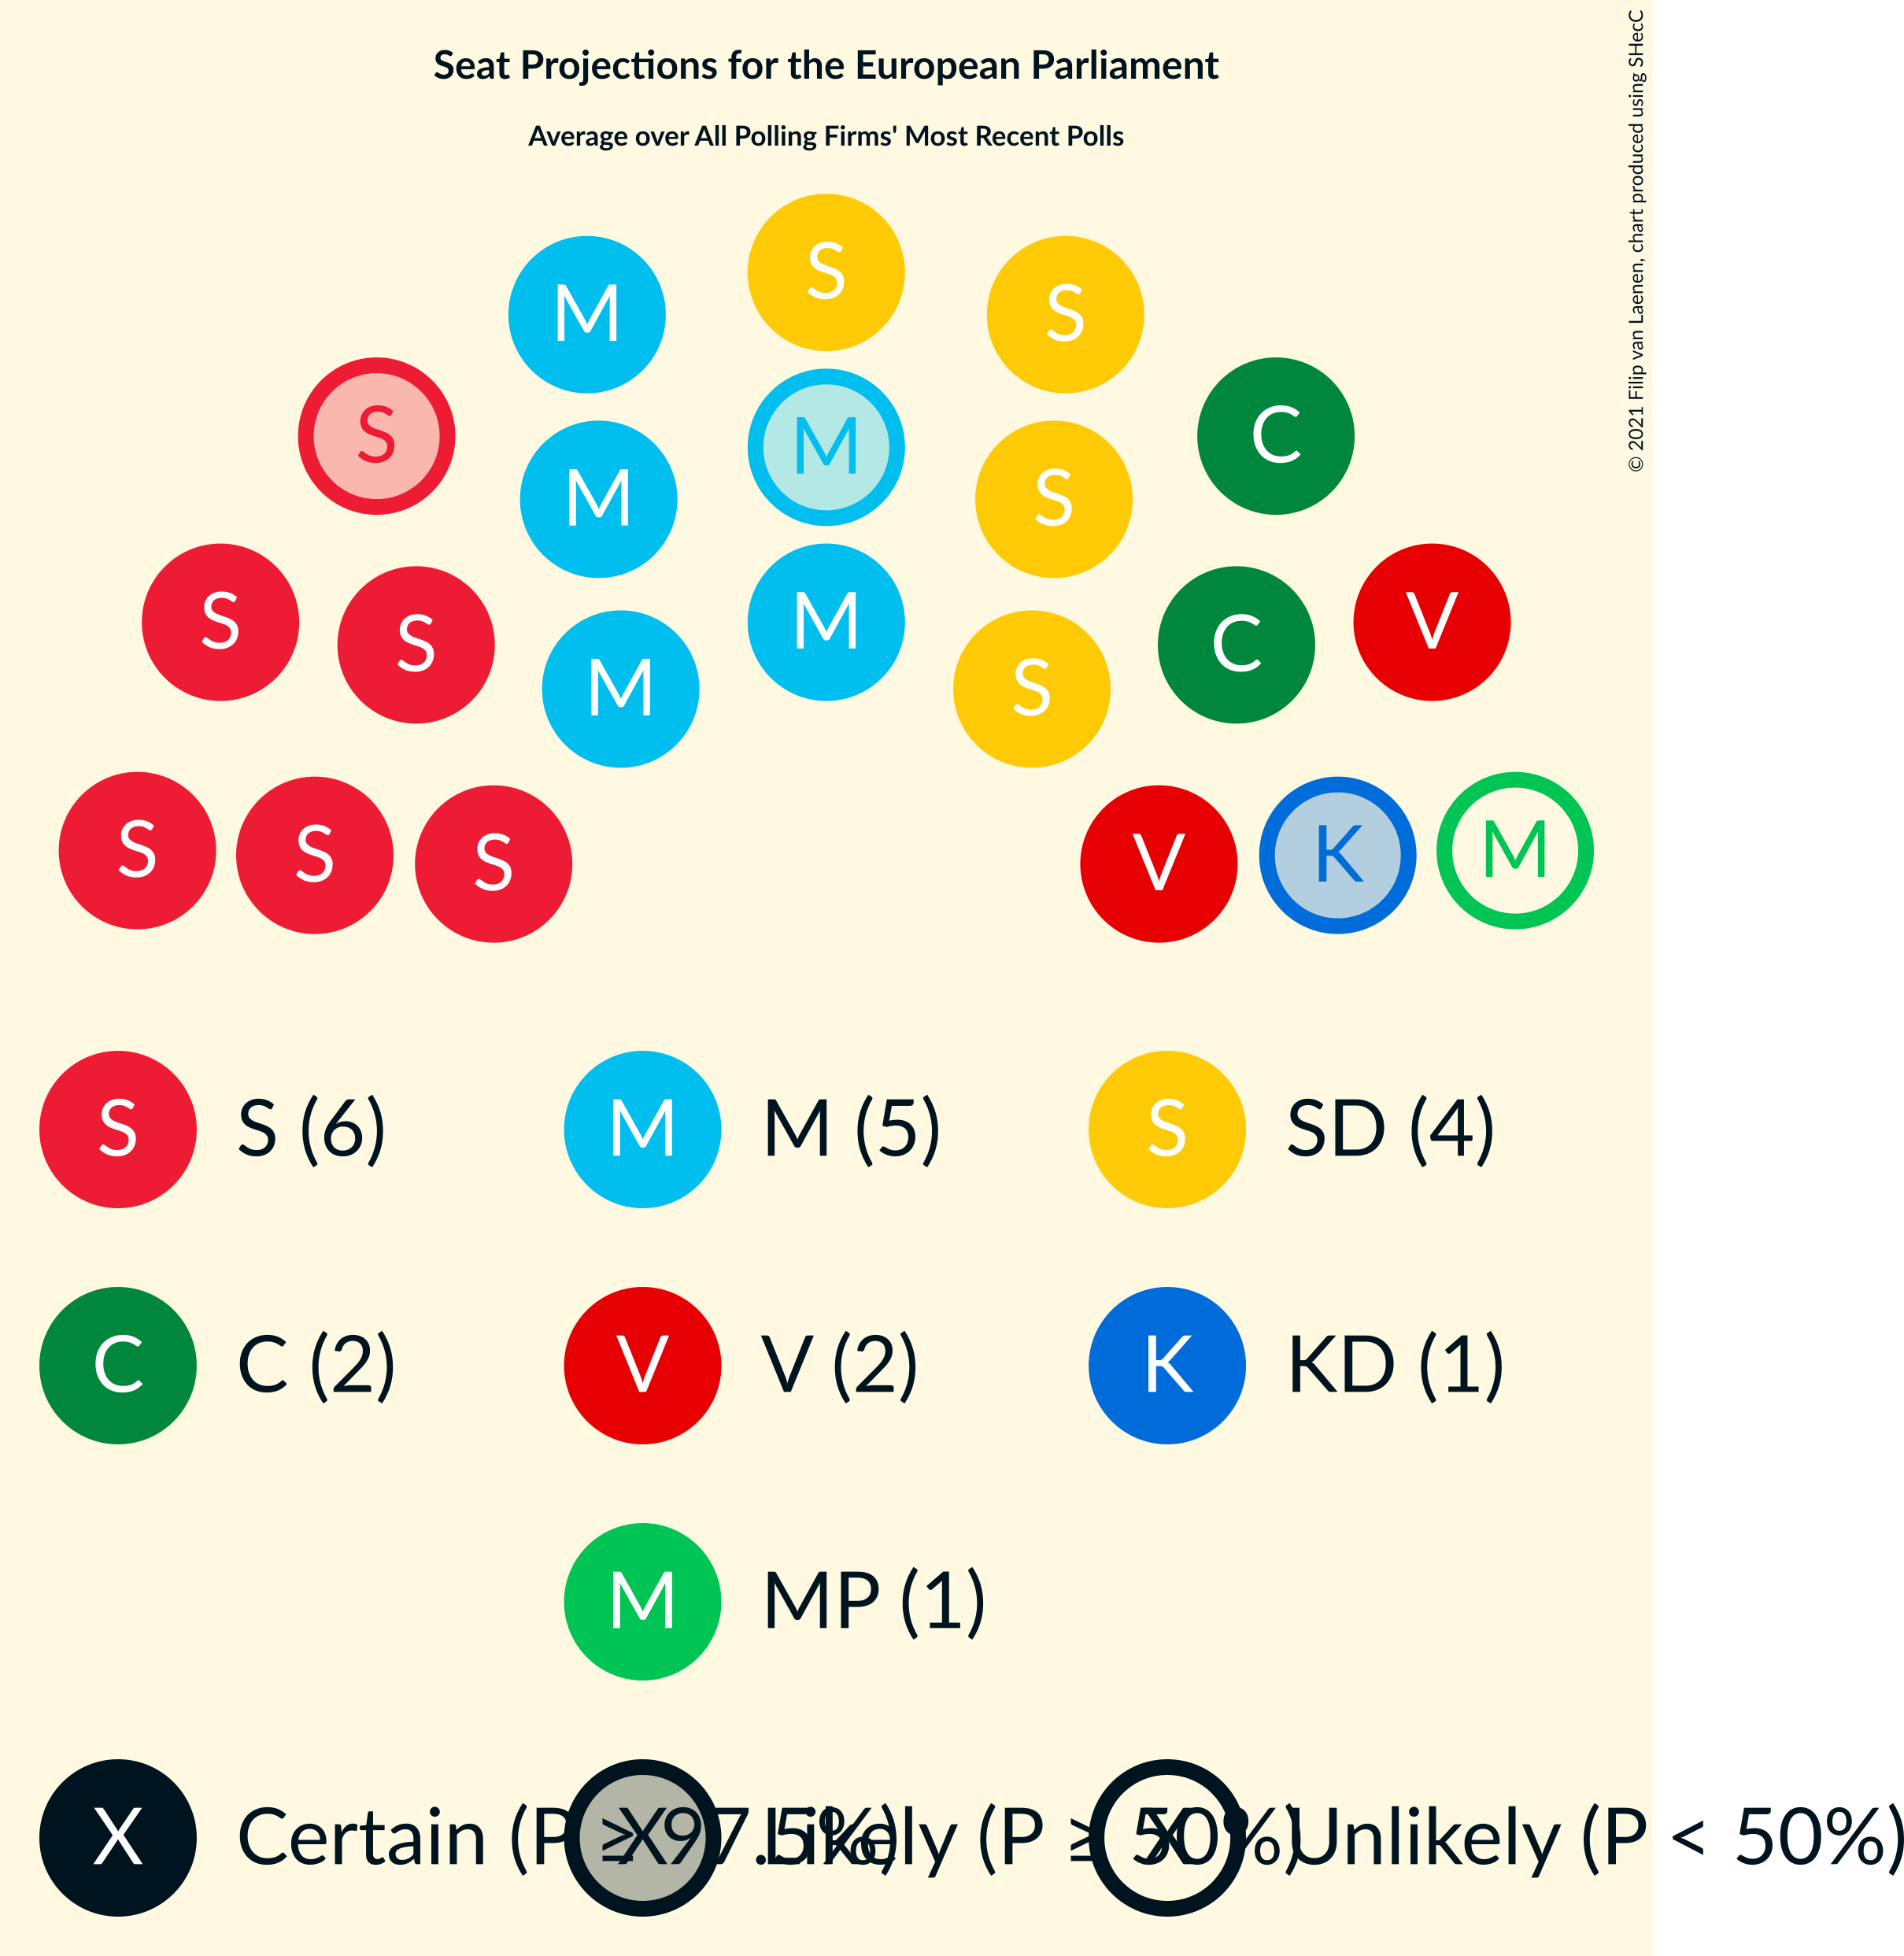 Seat Projections for the European Parliament
Average over All Polling Firms' Most Recent Polls
© 2021 Filip van Laenen, chart produced using SHecC
S
M S
M S
S M C
M S
S M V
S C
M S
S K M
S V
S S (6) M M (5) S SD (4)
C C (2) V V (2) K KD (1)
M MP (1)
X Certain (P ≥ 97.5%) X Likely (P ≥ 50%) X Unlikely (P < 50%)